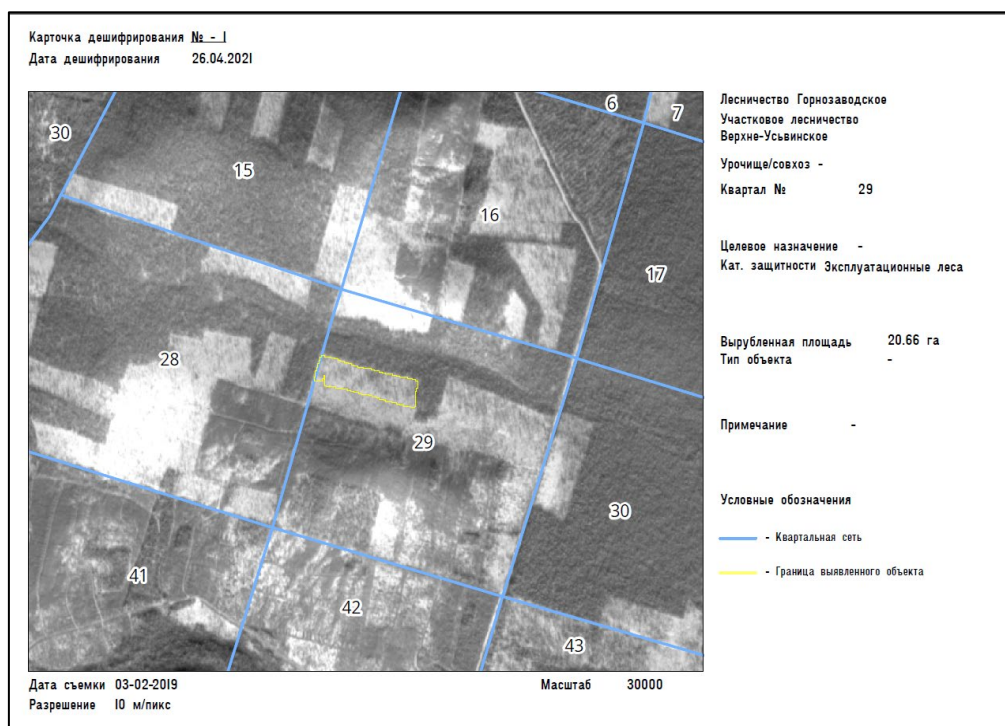 Карточка дешифрирования № - 1
Дата дешифрирования 26.04.2021
Лесничество Горнозаводское
Участковое лесничество
Верхне-Усьвинское
Урочище/совхоз -
Квартал № 29
Целевое назначение -
Кат. защитности Эксплуатационные леса
Вырубленная площадь 20.66 га
Тип объекта -
Примечание -
Условные обозначения
- Квартальная сеть
- Граница выявленного объекта
6
7
30
15
16
17
28
29
30
41
42
43
Дата съемки 03-02-2019
Масштаб 30000
Разрешение 10 м/пикс